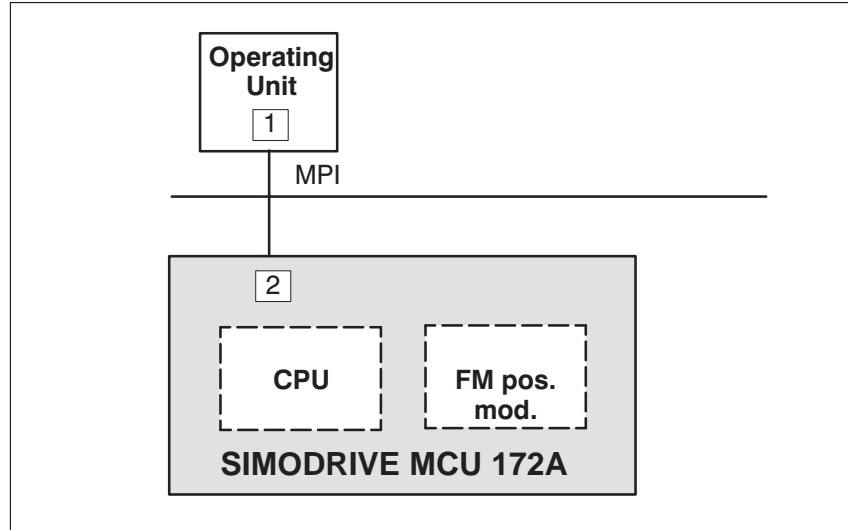 Operating
Unit
1
MPI
2
CPU
FM pos.
mod.
SIMODRIVE MCU 172A